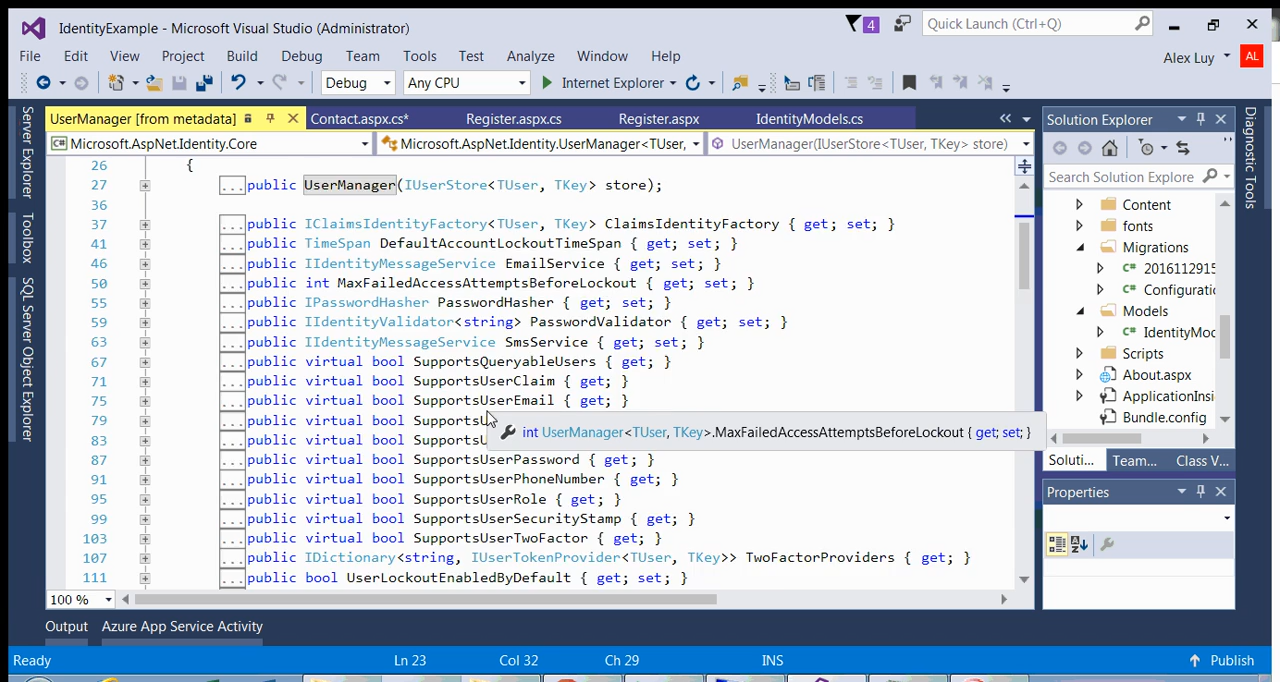 IdentityExample - Microsoft Visual Studio (Administrator)
4
Quick Launch (Ctrl+Q)
File Edit View Project Build Debug Team Tools Test Analyze Window Help
Alex Luy
AL
Debug
Any CPU
Internet Explorer
Server Explorer
Toolbox
SQL Server Object Explorer
UserManager [from metadata]
Contact.aspx.cs*
Register.aspx.cs
Register.aspx
IdentityModels.cs
Microsoft.AspNet.Identity.Core
Microsoft.AspNet.Identity.UserManager<TUser,
UserManager(IUserStore<TUser, TKey> store)
26 {
27 ...public UserManager(IUserStore<TUser, TKey> store);
36
37 ...public IClaimsIdentityFactory<TUser, TKey> ClaimsIdentityFactory { get; set; }
41 ...public TimeSpan DefaultAccountLockoutTimeSpan { get; set; }
46 ...public IIdentityMessageService EmailService { get; set; }
50 ...public int MaxFailedAccessAttemptsBeforeLockout { get; set; }
55 ...public IPasswordHasher PasswordHasher { get; set; }
59 ...public IIdentityValidator<string> PasswordValidator { get; set; }
63 ...public IIdentityMessageService SmsService { get; set; }
67 ...public virtual bool SupportsQueryableUsers { get; }
71 ...public virtual bool SupportsUserClaim { get; }
75 ...public virtual bool SupportsUserEmail { get; }
79 ...public virtual bool SupportsU
83 ...public virtual bool SupportsU
int UserManager<TUser, TKey>.MaxFailedAccessAttemptsBeforeLockout { get; set; }
87 ...public virtual bool SupportsUserPassword { get; }
91 ...public virtual bool SupportsUserPhoneNumber { get; }
95 ...public virtual bool SupportsUserRole { get; }
99 ...public virtual bool SupportsUserSecurityStamp { get; }
103 ...public virtual bool SupportsUserTwoFactor { get; }
107 ...public IDictionary<string, IUserTokenProvider<TUser, TKey>> TwoFactorProviders { get; }
111 ...public bool UserLockoutEnabledByDefault { get; set; }
100 %
Solution Explorer
Search Solution Explore
Content
fonts
Migrations
C# 2016112915
C# Configurati
Models
C# IdentityMod
Scripts
About.aspx
ApplicationInsi
Bundle.config
Soluti...
Team...
Class V...
Properties
Diagnostic Tools
Output
Azure App Service Activity
Ready
Ln 23
Col 32
Ch 29
INS
Publish